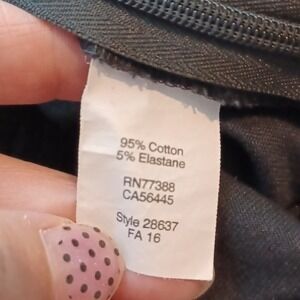 95% Cotton
5% Elastane
RN77388
CA56445
Style 28637
FA 16